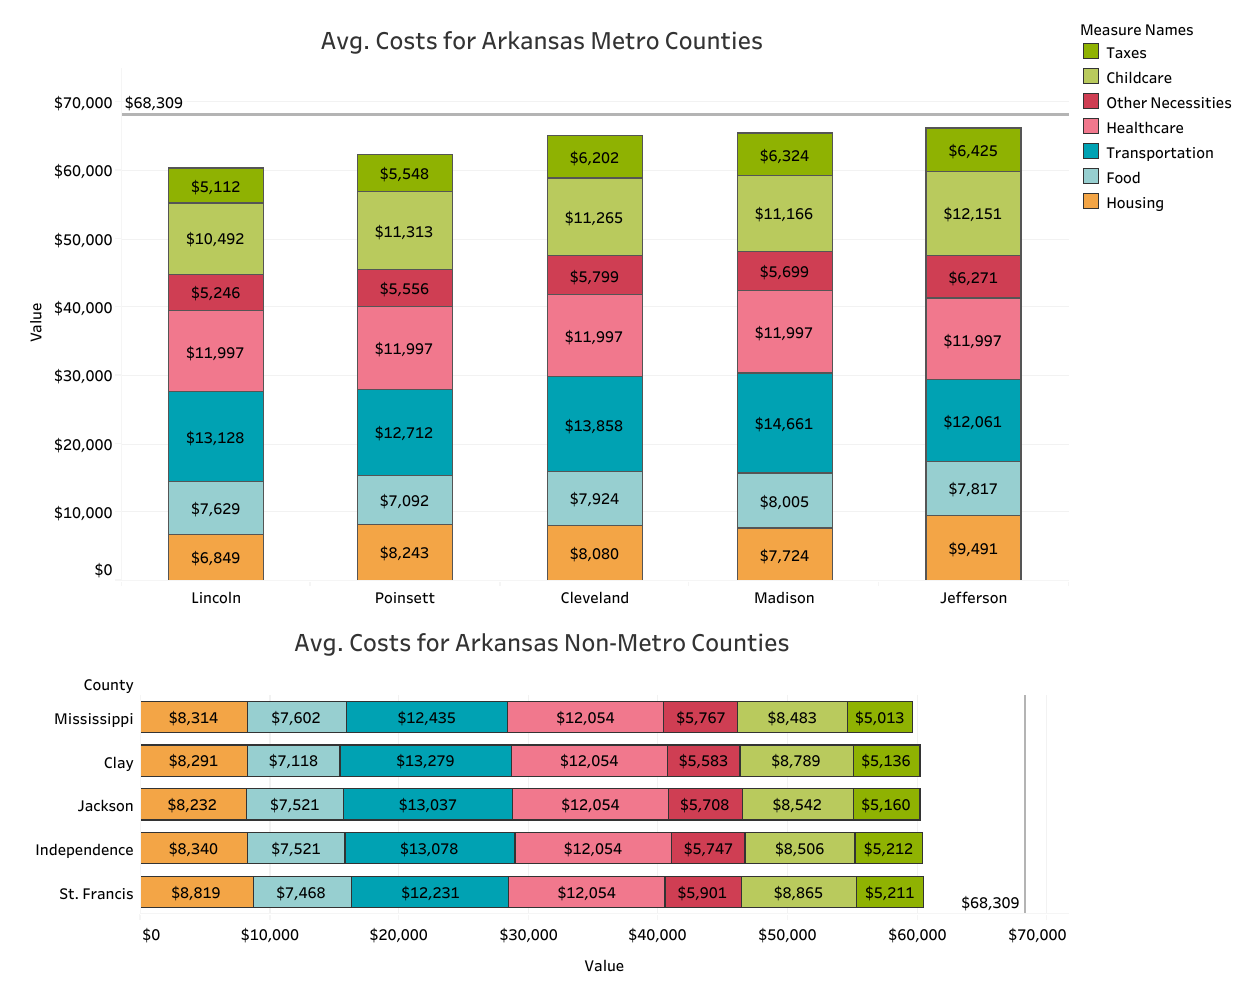 Avg. Costs for Arkansas Metro Counties
Measure Names
Taxes
Childcare
Other Necessities
Healthcare
Transportation
Food
Housing
Value
$70,000
$60,000
$50,000
$40,000
$30,000
$20,000
$10,000
$0
$68,309
$5,112 $5,548 $6,202 $6,324 $6,425
$10,492 $11,313 $11,265 $11,166 $12,151
$5,246 $5,556 $5,799 $5,699 $6,271
$11,997 $11,997 $11,997 $11,997 $11,997
$13,128 $12,712 $13,858 $14,661 $12,061
$7,629 $7,092 $7,924 $8,005 $7,817
$6,849 $8,243 $8,080 $7,724 $9,491
Lincoln Poinsett Cleveland Madison Jefferson
Avg. Costs for Arkansas Non-Metro Counties
County
Mississippi $8,314 $7,602 $12,435 $12,054 $5,767 $8,483 $5,013
Clay $8,291 $7,118 $13,279 $12,054 $5,583 $8,789 $5,136
Jackson $8,232 $7,521 $13,037 $12,054 $5,708 $8,542 $5,160
Independence $8,340 $7,521 $13,078 $12,054 $5,747 $8,506 $5,212
St. Francis $8,819 $7,468 $12,231 $12,054 $5,901 $8,865 $5,211
$68,309
$0 $10,000 $20,000 $30,000 $40,000 $50,000 $60,000 $70,000
Value